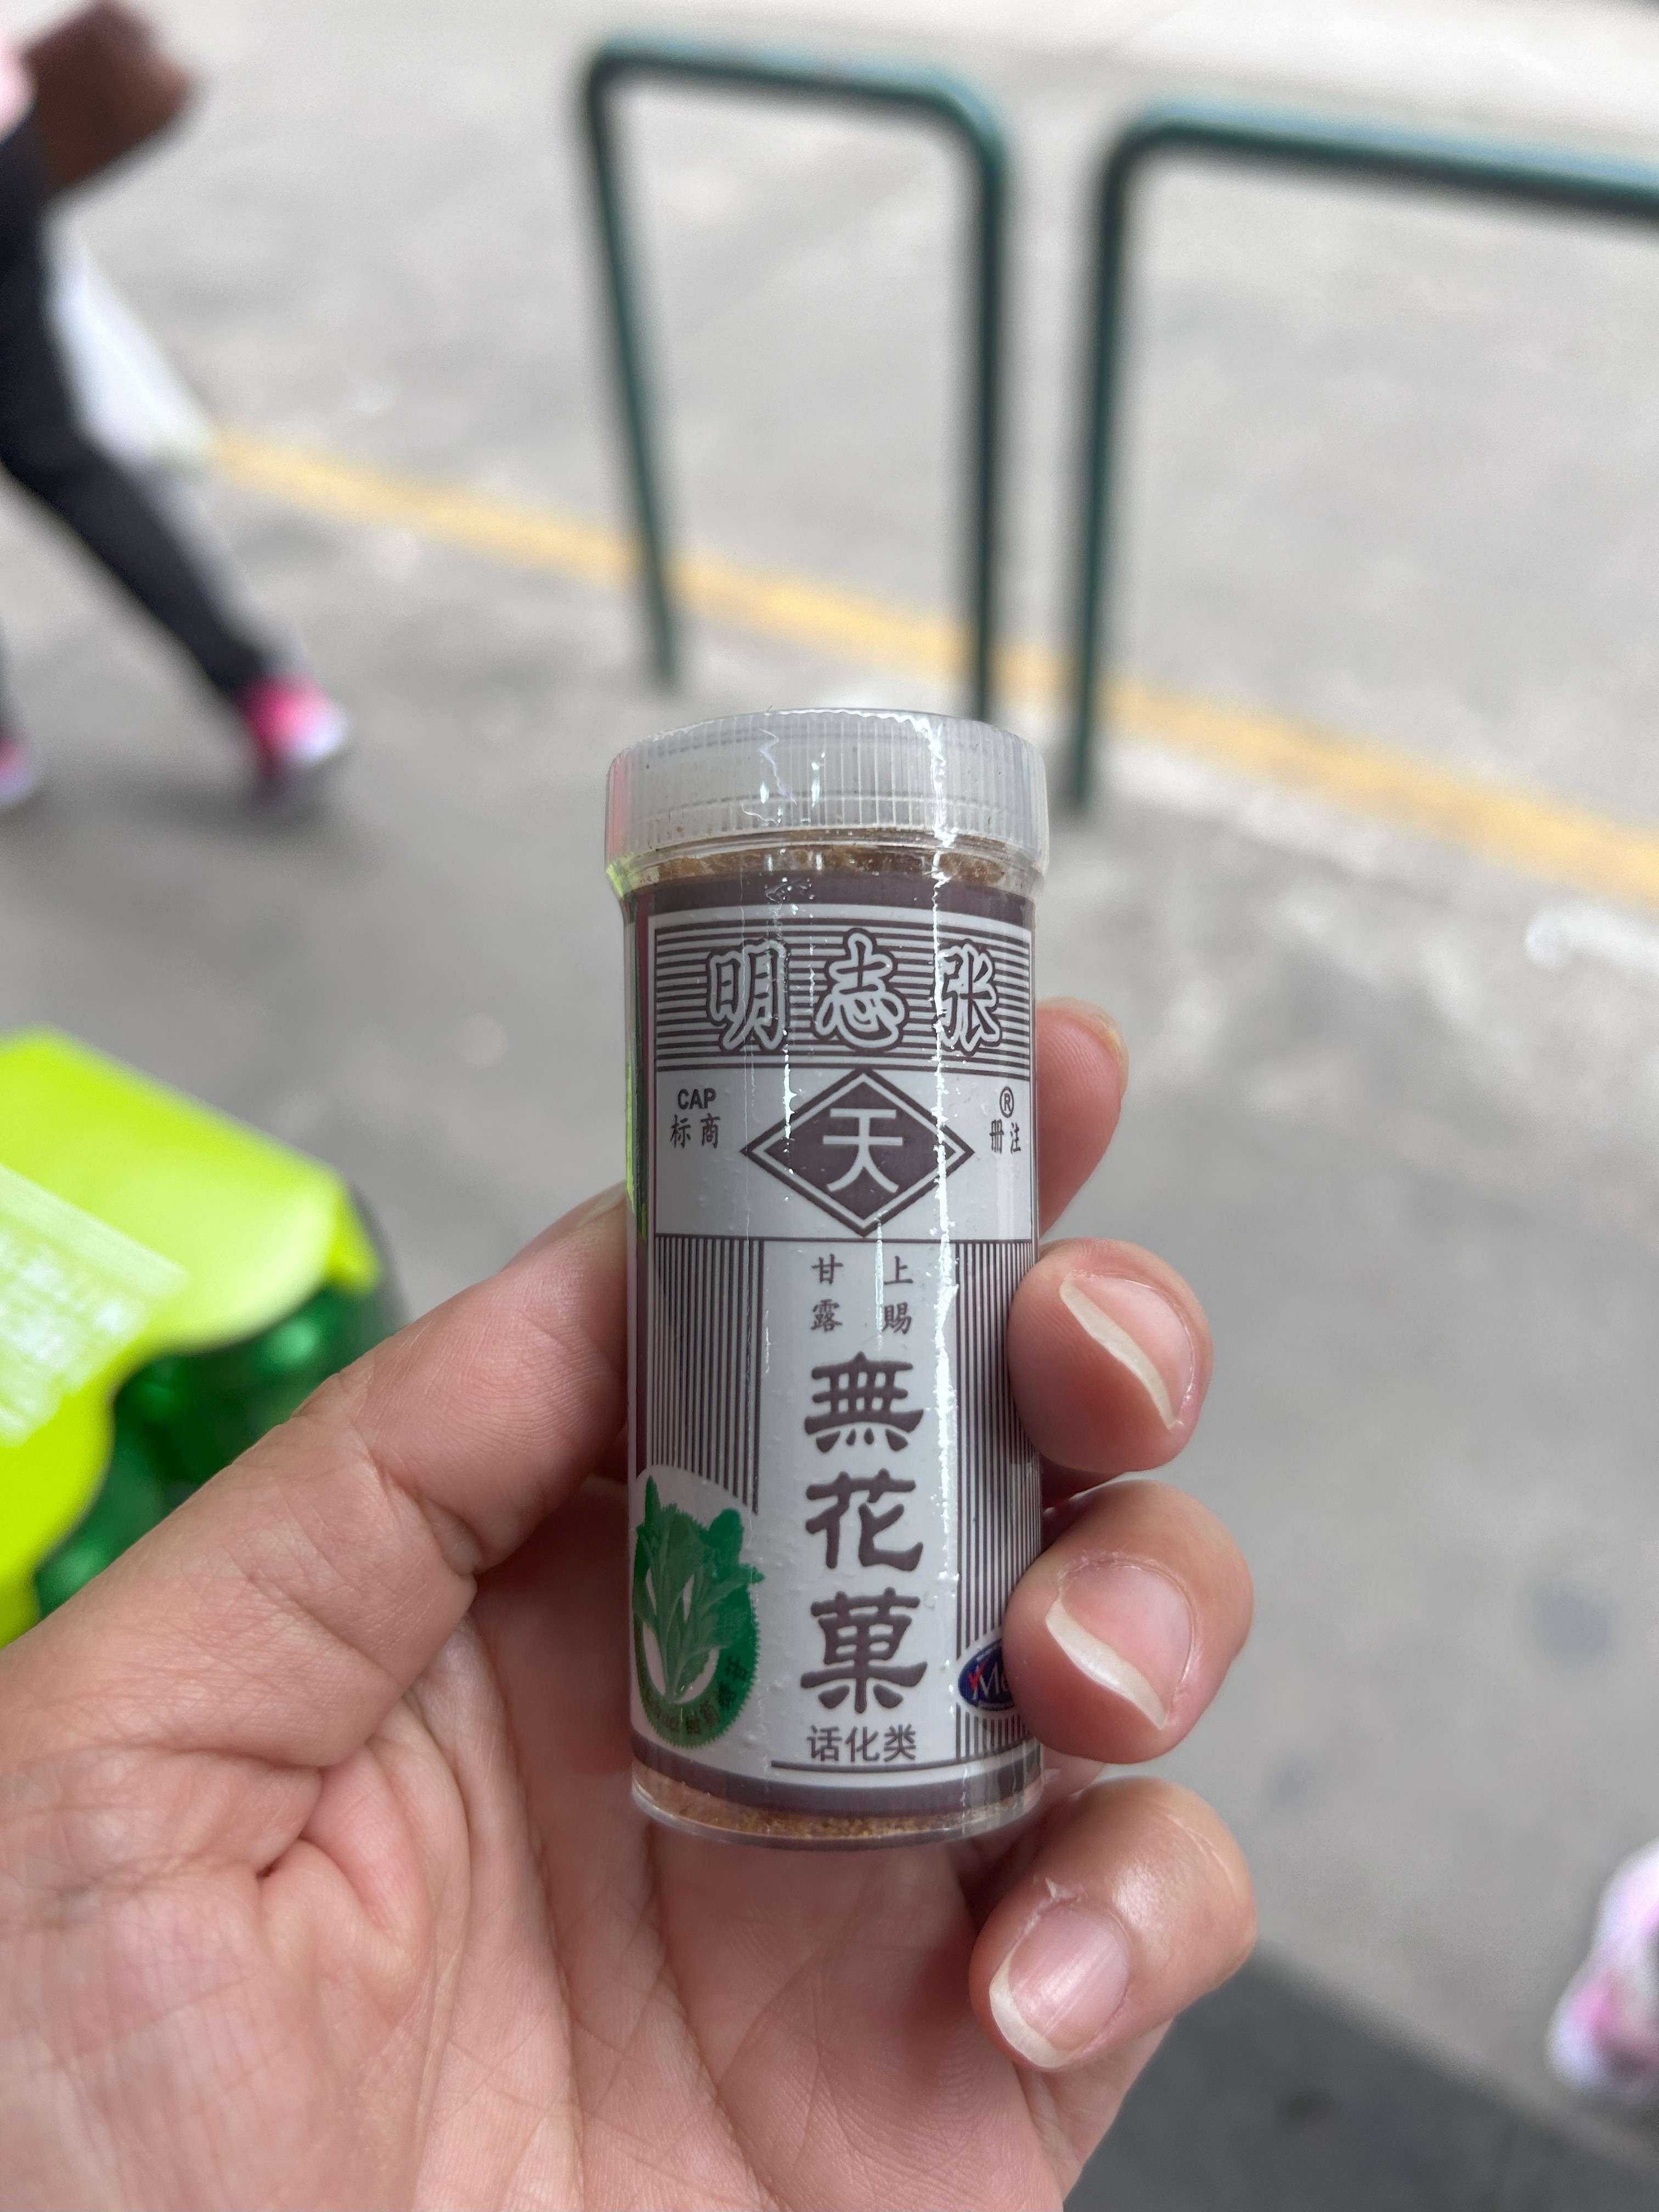 张志明
®
注册
CAP
商标
天
上賜
甘露
無花菓
话化类